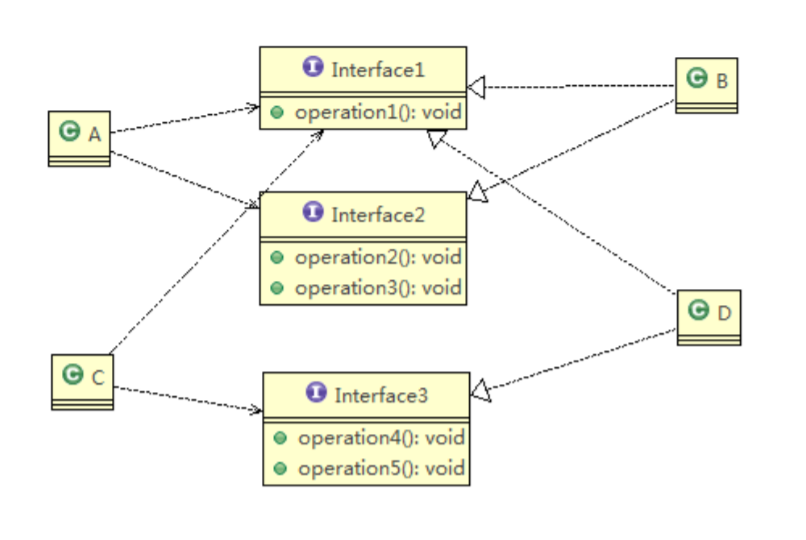 I Interface1
operation1(): void
C A
C B
I Interface2
operation2(): void
operation3(): void
C D
C C
I Interface3
operation4(): void
operation5(): void